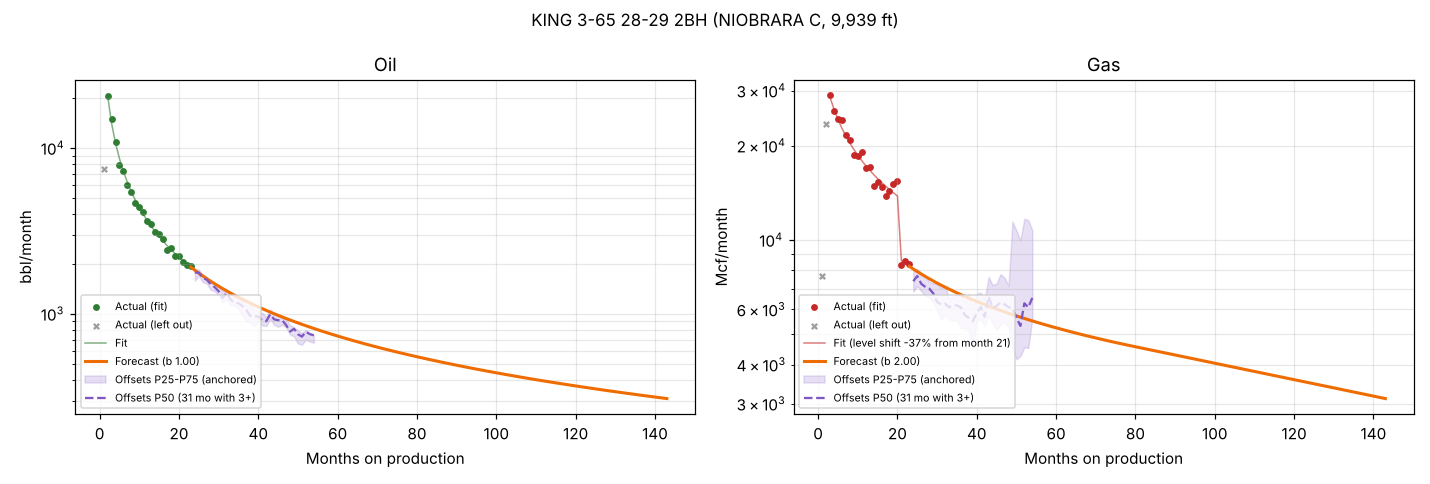 KING 3-65 28-29 2BH (NIOBRARA C, 9,939 ft)
Oil
bbl/month
10⁴
10³
Actual (fit)
Actual (left out)
Fit
Forecast (b 1.00)
Offsets P25-P75 (anchored)
Offsets P50 (31 mo with 3+)
0 20 40 60 80 100 120 140
Months on production
Gas
Mcf/month
3 × 10⁴
2 × 10⁴
10⁴
6 × 10³
4 × 10³
3 × 10³
Actual (fit)
Actual (left out)
Fit (level shift -37% from month 21)
Forecast (b 2.00)
Offsets P25-P75 (anchored)
Offsets P50 (31 mo with 3+)
0 20 40 60 80 100 120 140
Months on production